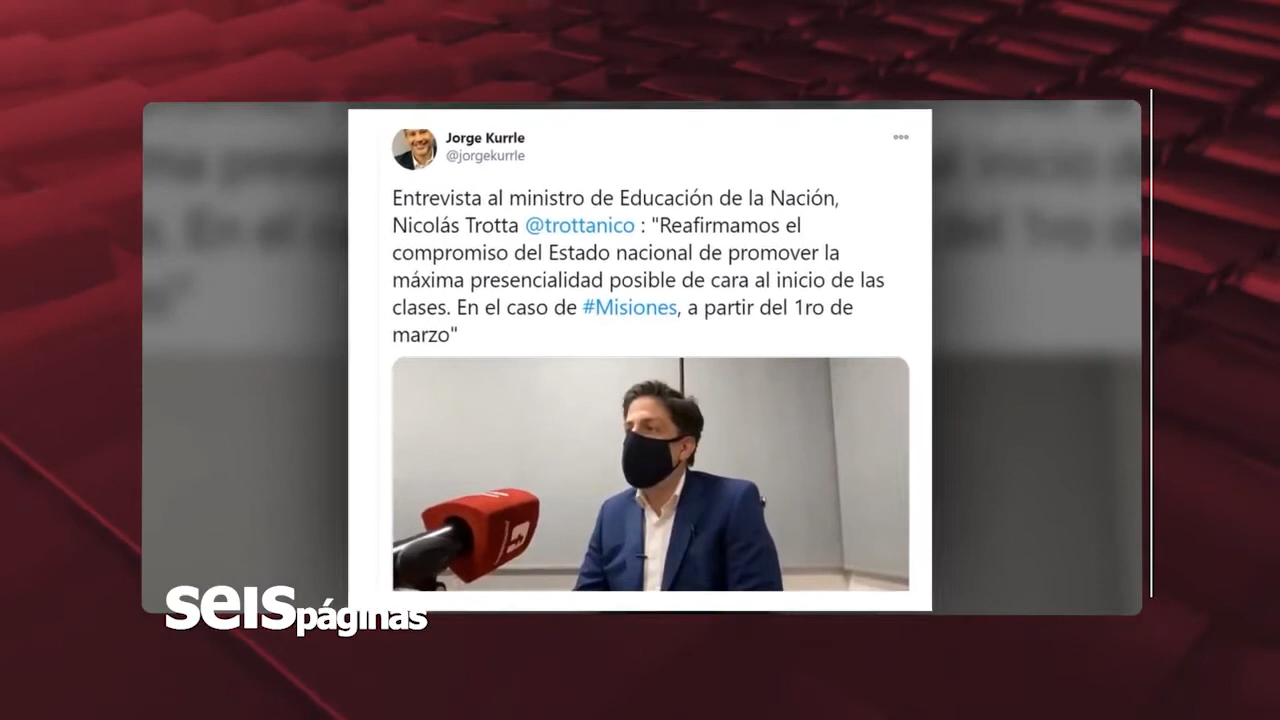 Jorge Kurrle
@jorgekurrle
Entrevista al ministro de Educación de la Nación,
Nicolás Trotta @trottanico : "Reafirmamos el
compromiso del Estado nacional de promover la
máxima presencialidad posible de cara al inicio de las
clases. En el caso de #Misiones, a partir del 1ro de
marzo"
seis páginas